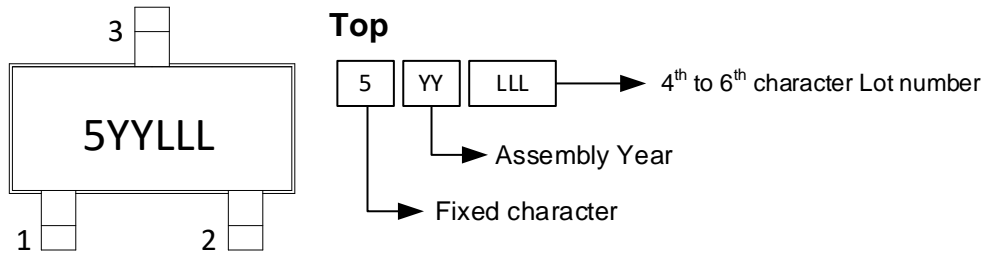 Top
3
5 YY LLL 4th to 6th character Lot number
5YYLLL
Assembly Year
Fixed character
1 2